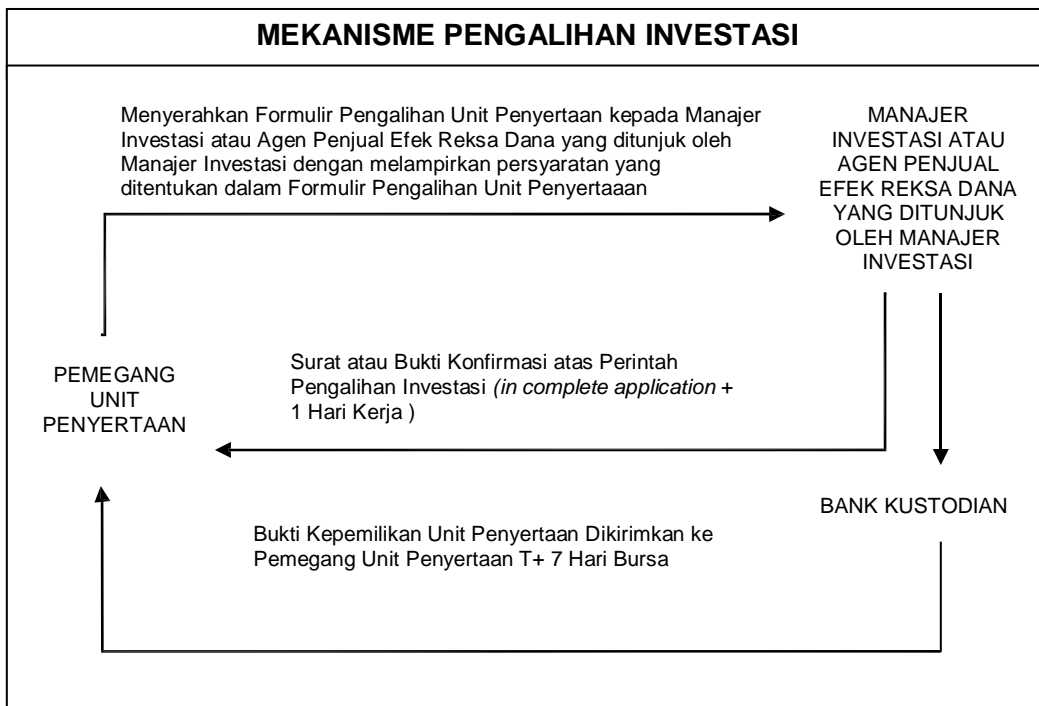 MEKANISME PENGALIHAN INVESTASI
Menyerahkan Formulir Pengalihan Unit Penyertaan kepada Manajer
Investasi atau Agen Penjual Efek Reksa Dana yang ditunjuk oleh
Manajer Investasi dengan melampirkan persyaratan yang
ditentukan dalam Formulir Pengalihan Unit Penyertaaan
MANAJER
INVESTASI ATAU
AGEN PENJUAL
EFEK REKSA DANA
YANG DITUNJUK
OLEH MANAJER
INVESTASI
PEMEGANG
UNIT
PENYERTAAN
Surat atau Bukti Konfirmasi atas Perintah
Pengalihan Investasi (in complete application +
1 Hari Kerja )
BANK KUSTODIAN
Bukti Kepemilikan Unit Penyertaan Dikirimkan ke
Pemegang Unit Penyertaan T+ 7 Hari Bursa